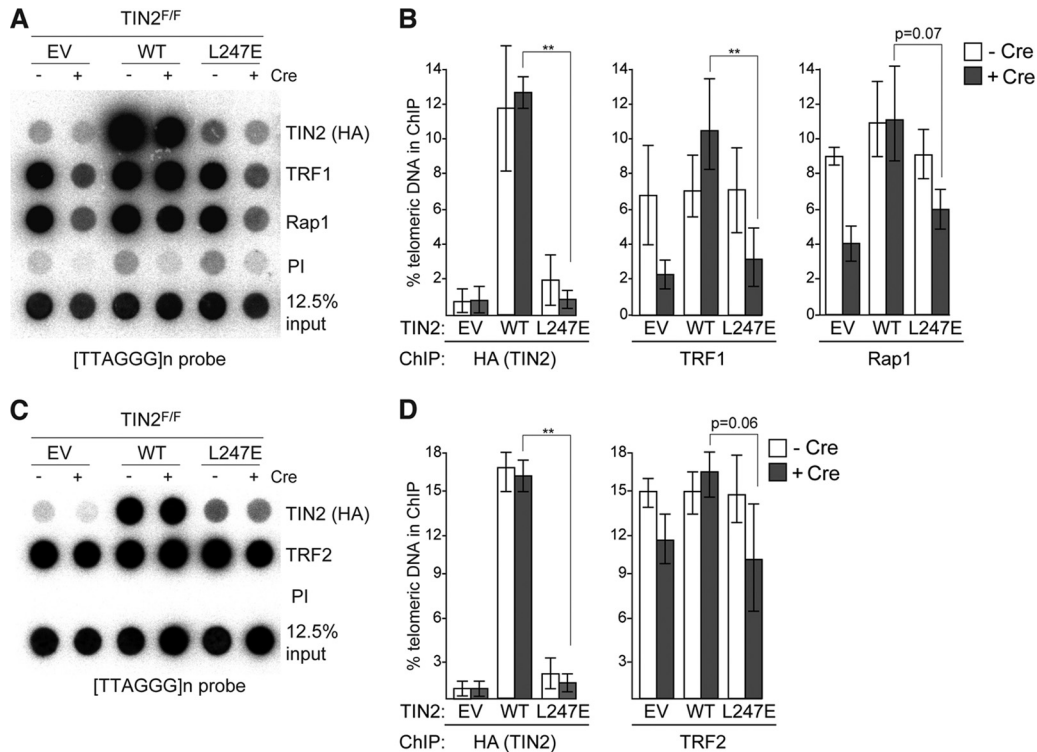 A
TIN2F/F
EV WT L247E
- + - + - + Cre
TIN2 (HA)
TRF1
Rap1
PI
12.5%
input
[TTAGGG]n probe
B
% telomeric DNA in ChIP
14
12
10
8
6
4
2
0
**
TIN2: EV WT L247E
ChIP: HA (TIN2)
14
12
10
8
6
4
2
0
**
EV WT L247E
TRF1
14
12
10
8
6
4
2
0
p=0.07
EV WT L247E
Rap1
- Cre
+ Cre
C
TIN2F/F
EV WT L247E
- + - + - + Cre
TIN2 (HA)
TRF2
PI
12.5%
input
[TTAGGG]n probe
D
% telomeric DNA in ChIP
18
15
12
9
6
3
**
TIN2: EV WT L247E
ChIP: HA (TIN2)
18
15
12
9
6
3
p=0.06
EV WT L247E
TRF2
- Cre
+ Cre